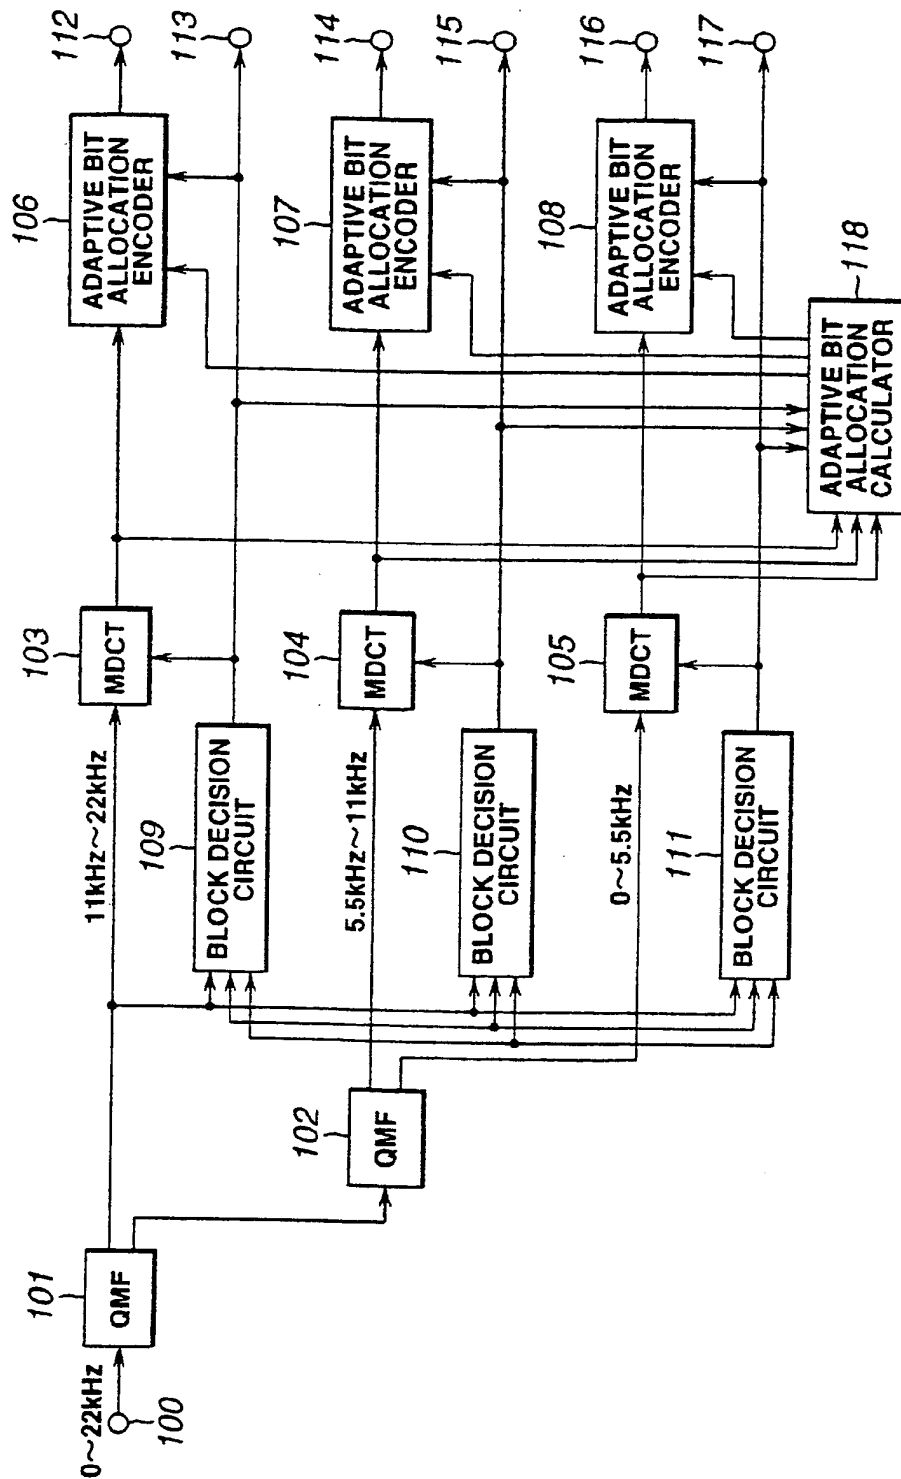 0~22kHz
100
101
QMF
102
QMF
11kHz~22kHz
5.5kHz~11kHz
0~5.5kHz
109
BLOCK DECISION
CIRCUIT
110
BLOCK DECISION
CIRCUIT
111
BLOCK DECISION
CIRCUIT
103
MDCT
104
MDCT
105
MDCT
106
ADAPTIVE BIT
ALLOCATION
ENCODER
107
ADAPTIVE BIT
ALLOCATION
ENCODER
108
ADAPTIVE BIT
ALLOCATION
ENCODER
118
ADAPTIVE BIT
ALLOCATION
CALCULATOR
112
113
114
115
116
117